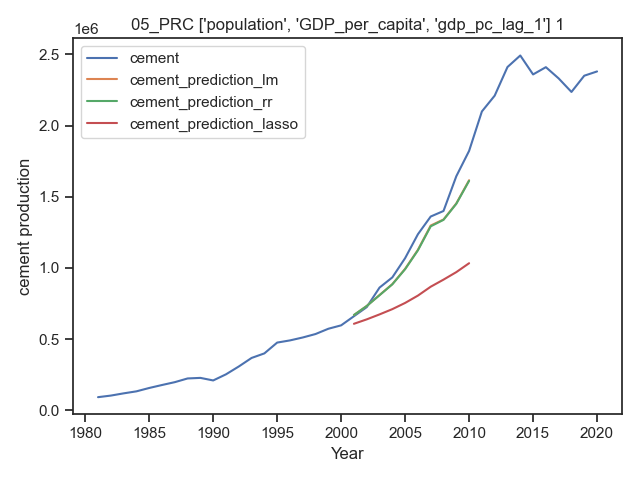 05_PRC ['population', 'GDP_per_capita', 'gdp_pc_lag_1'] 1
1e6
cement
cement_prediction_lm
cement_prediction_rr
cement_prediction_lasso
2.5
2.0
1.5
1.0
0.5
0.0
cement production
1980 1985 1990 1995 2000 2005 2010 2015 2020
Year